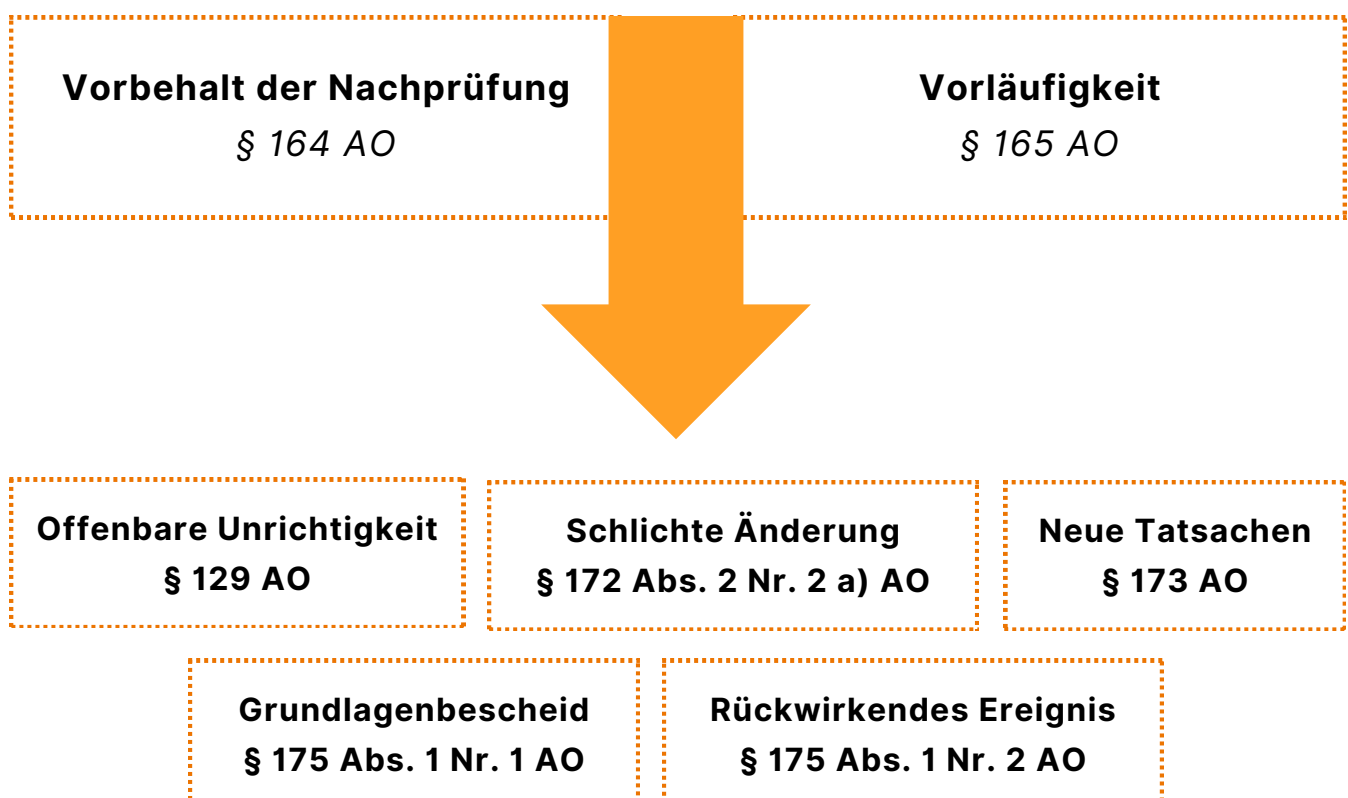 Vorbehalt der Nachprüfung
§ 164 AO
Vorläufigkeit
§ 165 AO
Offenbare Unrichtigkeit
§ 129 AO
Schlichte Änderung
§ 172 Abs. 2 Nr. 2 a) AO
Neue Tatsachen
§ 173 AO
Grundlagenbescheid
§ 175 Abs. 1 Nr. 1 AO
Rückwirkendes Ereignis
§ 175 Abs. 1 Nr. 2 AO